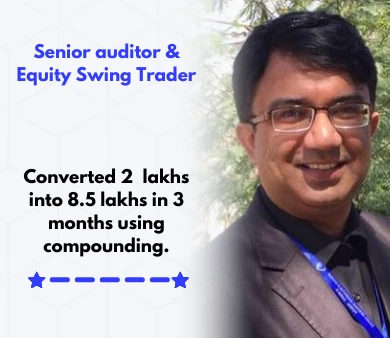 Senior auditor &
Equity Swing Trader
Converted 2 lakhs
into 8.5 lakhs in 3
months using
compounding.